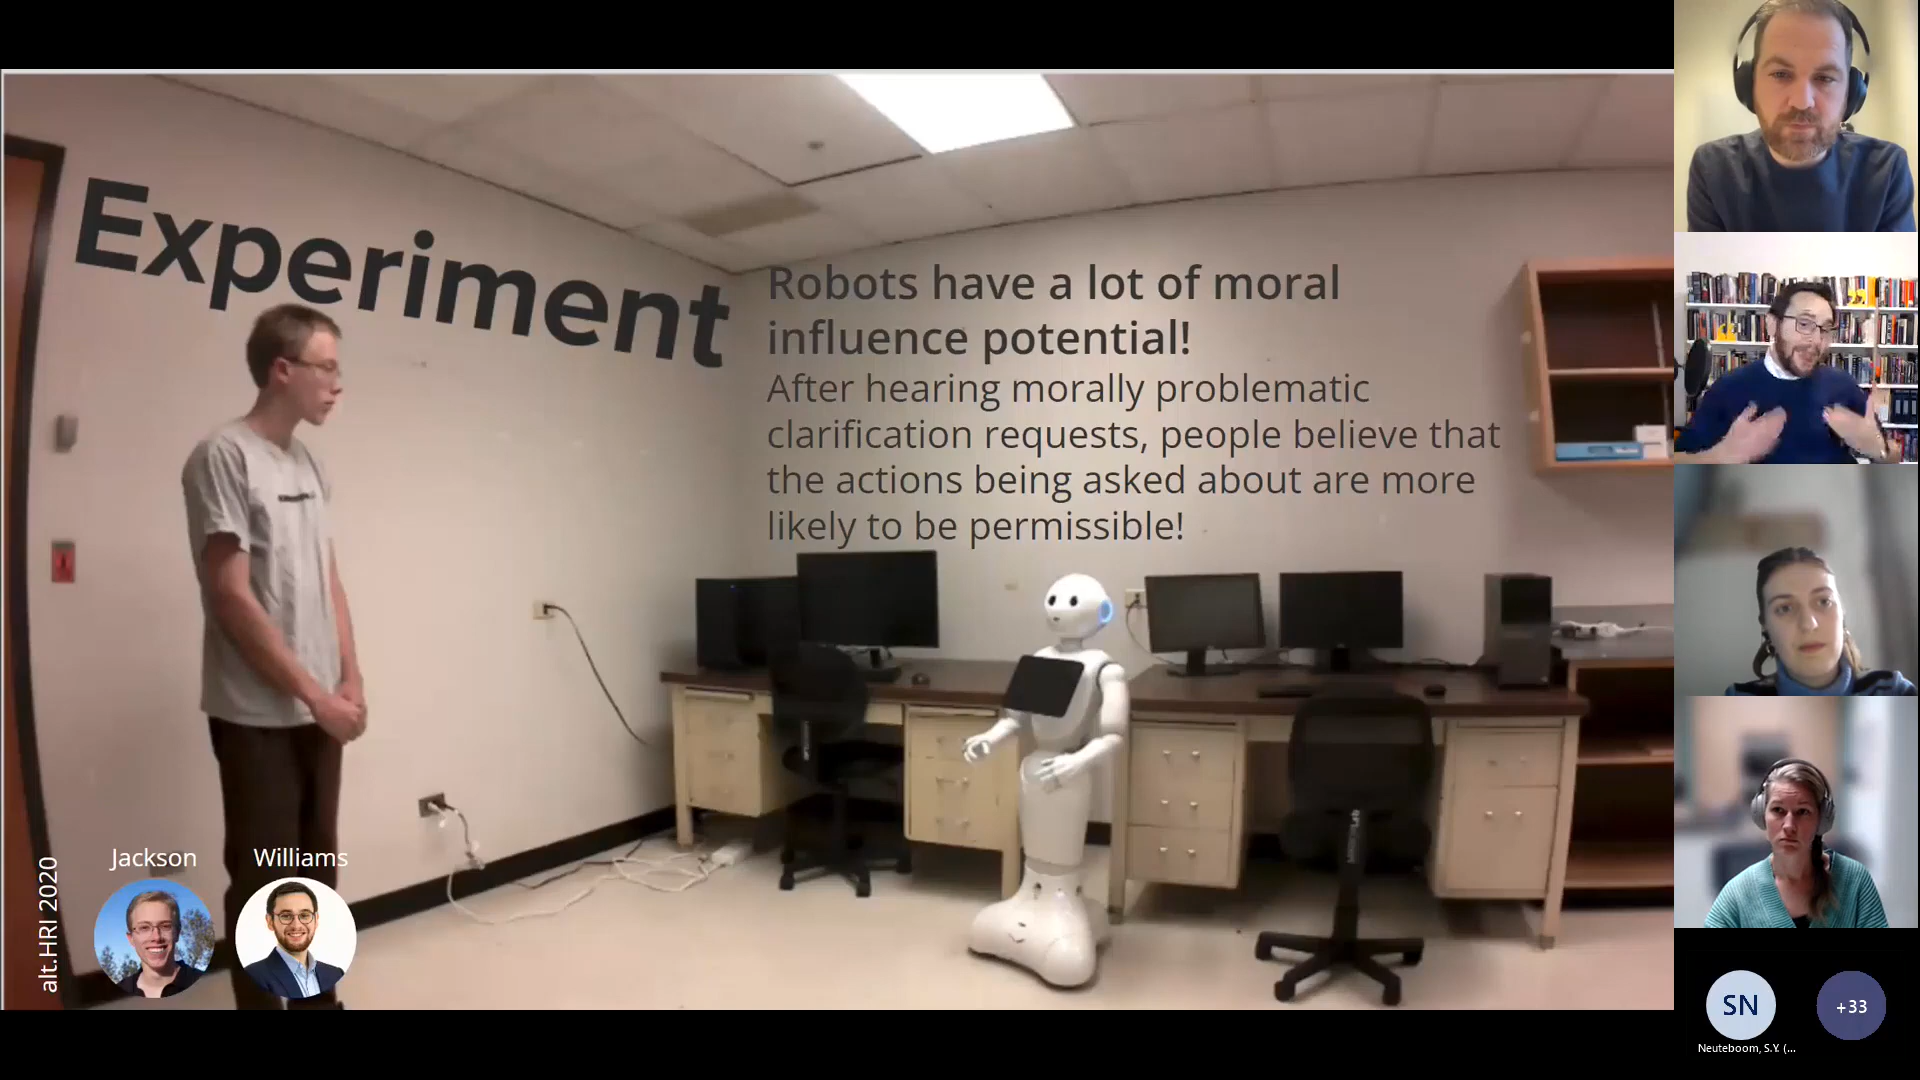 Experiment
Robots have a lot of moral
influence potential!
After hearing morally problematic
clarification requests, people believe that
the actions being asked about are more
likely to be permissible!
Jackson
Williams
alt.HRI 2020
SN
+33
Neuteboom, S.Y. (...